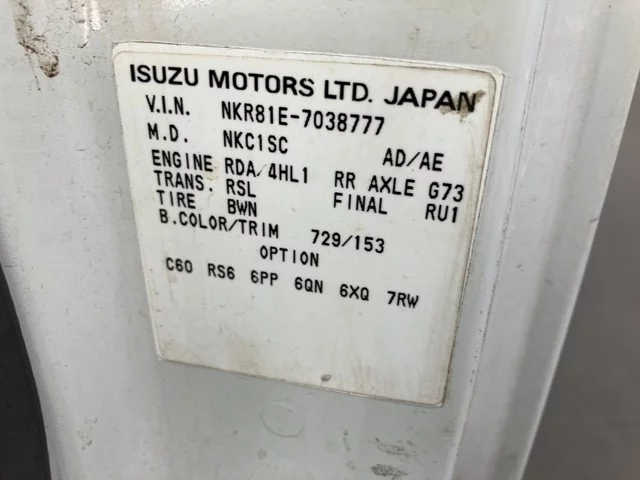 ISUZU MOTORS LTD. JAPAN
V.I.N. NKR81E-7038777
M.D. NKC1SC AD/AE
ENGINE RDA/4HL1 RR AXLE G73
TRANS. RSL FINAL RU1
TIRE BWN
B.COLOR/TRIM 729/153
OPTION
C60 RS6 6PP 6QN 6XQ 7RW